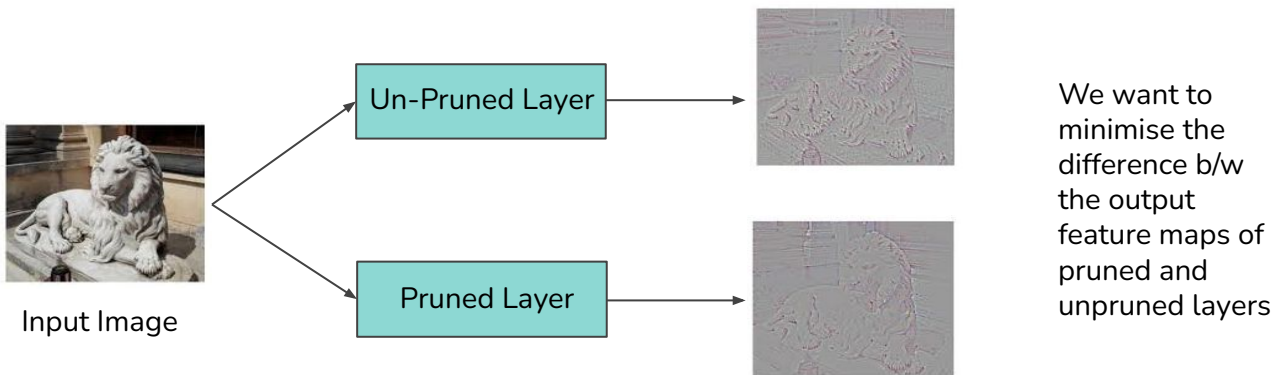 Un-Pruned Layer
Pruned Layer
Input Image
We want to
minimise the
difference b/w
the output
feature maps of
pruned and
unpruned layers